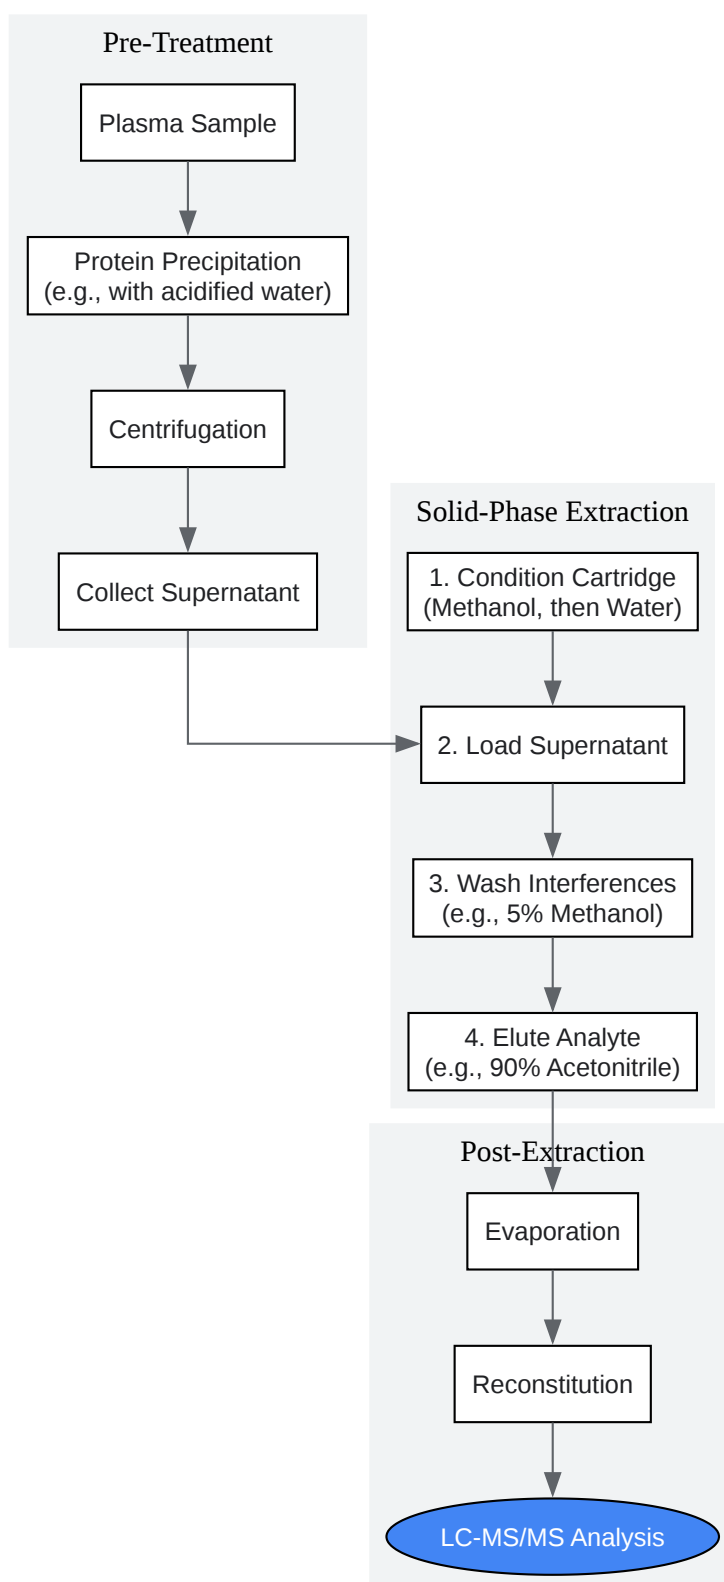 Pre-Treatment
Plasma Sample
Protein Precipitation
(e.g., with acidified water)
Centrifugation
Collect Supernatant
Solid-Phase Extraction
1. Condition Cartridge
(Methanol, then Water)
2. Load Supernatant
3. Wash Interferences
(e.g., 5% Methanol)
4. Elute Analyte
(e.g., 90% Acetonitrile)
Post-Extraction
Evaporation
Reconstitution
LC-MS/MS Analysis